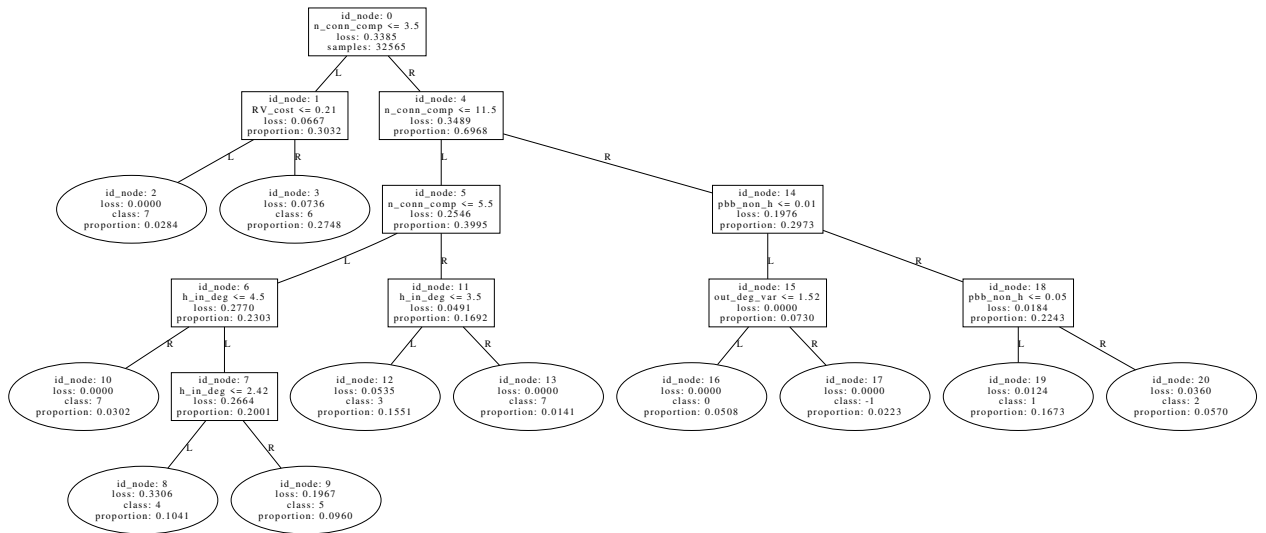 id_node: 0
n_conn_comp <= 3.5
loss: 0.3385
samples: 32565
L
R
id_node: 1
RV_cost <= 0.21
loss: 0.0667
proportion: 0.3032
id_node: 4
n_conn_comp <= 11.5
loss: 0.3489
proportion: 0.6968
L
R
L
R
id_node: 2
loss: 0.0000
class: 7
proportion: 0.0284
id_node: 3
loss: 0.0736
class: 6
proportion: 0.2748
id_node: 5
n_conn_comp <= 5.5
loss: 0.2546
proportion: 0.3995
id_node: 14
pbb_non_h <= 0.01
loss: 0.1976
proportion: 0.2973
L
R
L
R
id_node: 6
h_in_deg <= 4.5
loss: 0.2770
proportion: 0.2303
id_node: 11
h_in_deg <= 3.5
loss: 0.0491
proportion: 0.1692
id_node: 15
out_deg_var <= 1.52
loss: 0.0000
proportion: 0.0730
id_node: 18
pbb_non_h <= 0.05
loss: 0.0184
proportion: 0.2243
R
L
L
R
L
R
L
R
id_node: 10
loss: 0.0000
class: 7
proportion: 0.0302
id_node: 7
h_in_deg <= 2.42
loss: 0.2664
proportion: 0.2001
id_node: 12
loss: 0.0535
class: 3
proportion: 0.1551
id_node: 13
loss: 0.0000
class: 7
proportion: 0.0141
id_node: 16
loss: 0.0000
class: 0
proportion: 0.0508
id_node: 17
loss: 0.0000
class: -1
proportion: 0.0223
id_node: 19
loss: 0.0124
class: 1
proportion: 0.1673
id_node: 20
loss: 0.0360
class: 2
proportion: 0.0570
L
R
id_node: 8
loss: 0.3306
class: 4
proportion: 0.1041
id_node: 9
loss: 0.1967
class: 5
proportion: 0.0960